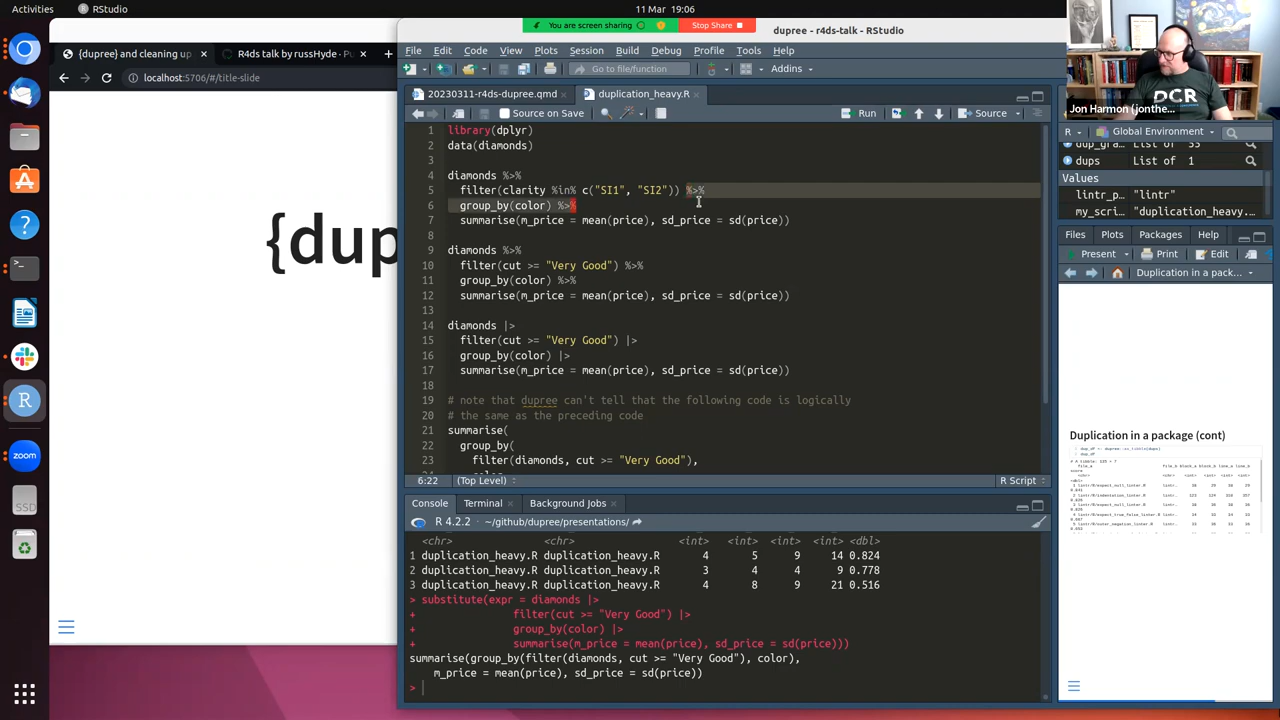 Activities
RStudio
11 Mar 19:06
You are screen sharing
Stop Share
dupree - r4ds-talk - RStudio
{dupree} and cleaning up
R4ds talk by russHyde · Pu
localhost:5706/#/title-slide
{dup
File Edit Code View Plots Session Build Debug Profile Tools Help
Go to file/function
Addins
20230311-r4ds-dupree.qmd
duplication_heavy.R
Source on Save
Run
Source
1 library(dplyr)
2 data(diamonds)
3
4 diamonds %>%
5 filter(clarity %in% c("SI1", "SI2")) %>%
6 group_by(color) %>%
7 summarise(m_price = mean(price), sd_price = sd(price))
8
9 diamonds %>%
10 filter(cut >= "Very Good") %>%
11 group_by(color) %>%
12 summarise(m_price = mean(price), sd_price = sd(price))
13
14 diamonds |>
15 filter(cut >= "Very Good") |>
16 group_by(color) |>
17 summarise(m_price = mean(price), sd_price = sd(price))
18
19 # note that dupree can't tell that the following code is logically
20 # the same as the preceding code
21 summarise(
22 group_by(
23 filter(diamonds, cut >= "Very Good"),
6:22
R Script
Console
Terminal
Background Jobs
R 4.2.2 · ~/github/dupree/presentations/
<chr> <chr> <int> <int> <int> <int> <dbl>
1 duplication_heavy.R duplication_heavy.R 4 5 9 14 0.824
2 duplication_heavy.R duplication_heavy.R 3 4 4 9 0.778
3 duplication_heavy.R duplication_heavy.R 4 8 9 21 0.516
> substitute(expr = diamonds |>
+ filter(cut >= "Very Good") |>
+ group_by(color) |>
+ summarise(m_price = mean(price), sd_price = sd(price)))
summarise(group_by(filter(diamonds, cut >= "Very Good"), color),
m_price = mean(price), sd_price = sd(price))
>
DCR
Jon Harmon (jonthe…
R
Global Environment
dup_gra… List of 55
dups List of 1
Values
lintr_p… "lintr"
my_scri… "duplication_heavy.…
Files Plots Packages Help
Present
Print
Edit
Duplication in a pack…
Duplication in a package (cont)
SSD
zoom